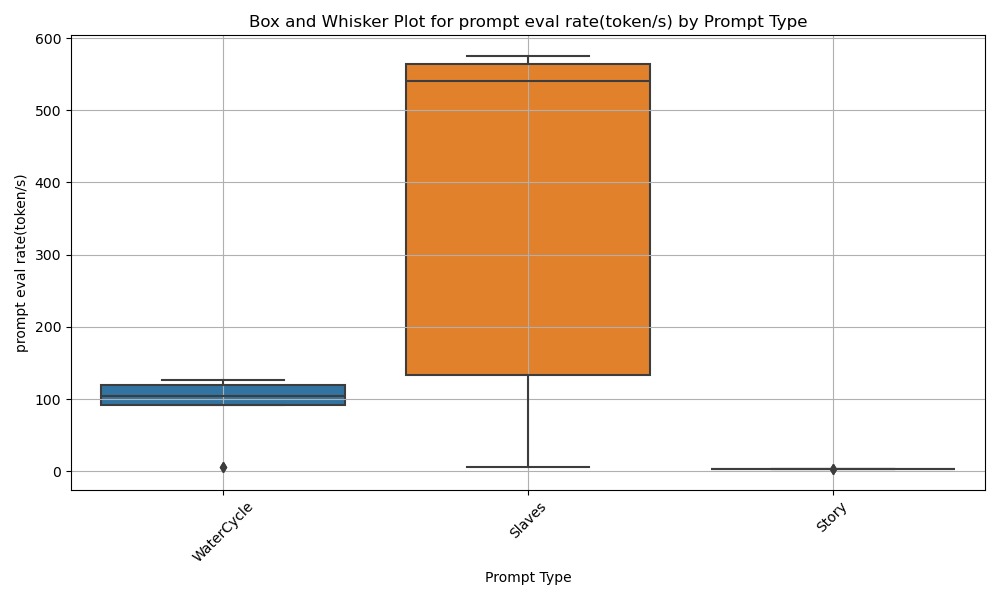 Box and Whisker Plot for prompt eval rate(token/s) by Prompt Type
600
500
400
300
200
100
0
prompt eval rate(token/s)
WaterCycle
Slaves
Story
Prompt Type